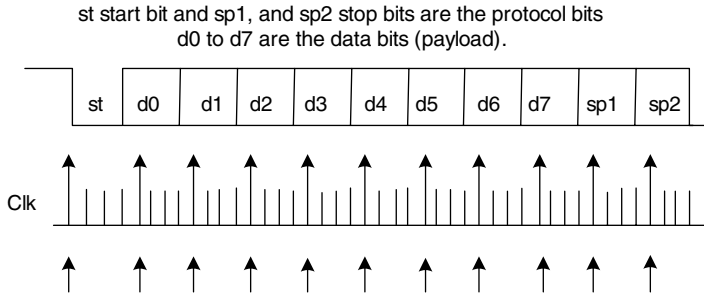 st start bit and sp1, and sp2 stop bits are the protocol bits
d0 to d7 are the data bits (payload).
st d0 d1 d2 d3 d4 d5 d6 d7 sp1 sp2
Clk